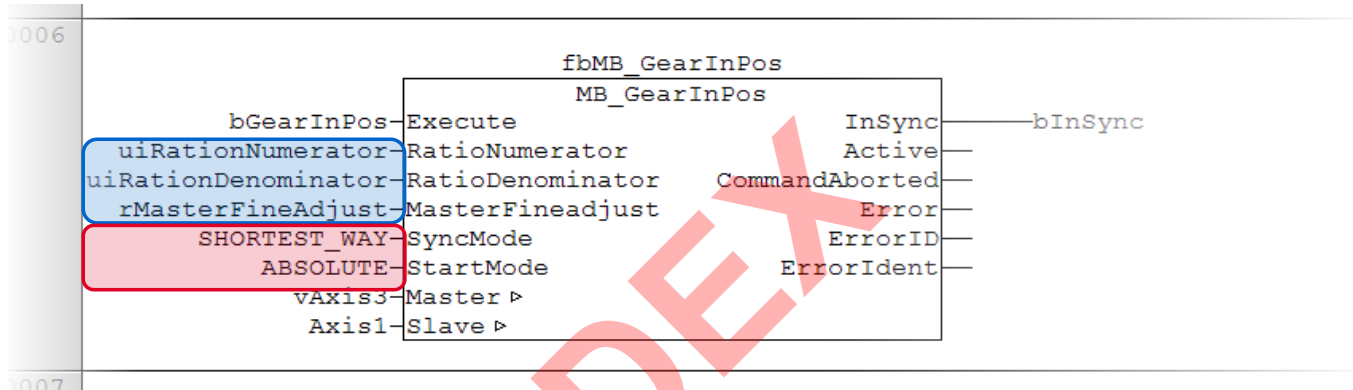 0006
fbMB_GearInPos
MB_GearInPos
bGearInPos Execute InSync bInSync
uiRationNumerator RatioNumerator Active
uiRationDenominator RatioDenominator CommandAborted
rMasterFineAdjust MasterFineadjust Error
SHORTEST_WAY SyncMode ErrorID
ABSOLUTE StartMode ErrorIdent
vAxis3 Master
Axis1 Slave
DEX
0007